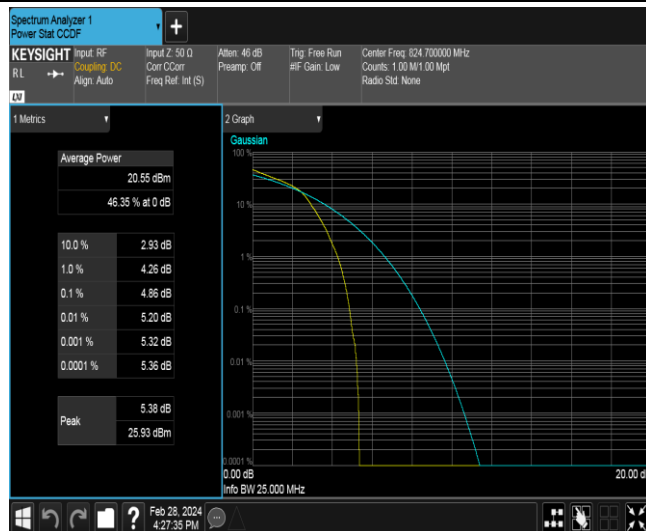 Spectrum Analyzer 1
Power Stat CCDF
+
KEYSIGHT
RL
Input: RF
Coupling: DC
Align: Auto
Input Z: 50 Ω
Corr CCorr
Freq Ref: Int (S)
Atten: 46 dB
Preamp: Off
Trig: Free Run
#IF Gain: Low
Center Freq: 824.700000 MHz
Counts: 1.00 M/1.00 Mpt
Radio Std: None
1 Metrics
Average Power
20.55 dBm
46.35 % at 0 dB
10.0 % 2.93 dB
1.0 % 4.26 dB
0.1 % 4.86 dB
0.01 % 5.20 dB
0.001 % 5.32 dB
0.0001 % 5.36 dB
Peak
5.38 dB
25.93 dBm
2 Graph
Gaussian
100 %
10 %
1 %
0.1 %
0.01 %
0.001 %
0.0001 %
0.00 dB
20.00 d
Info BW 25.000 MHz
?
Feb 28, 2024
4:27:35 PM